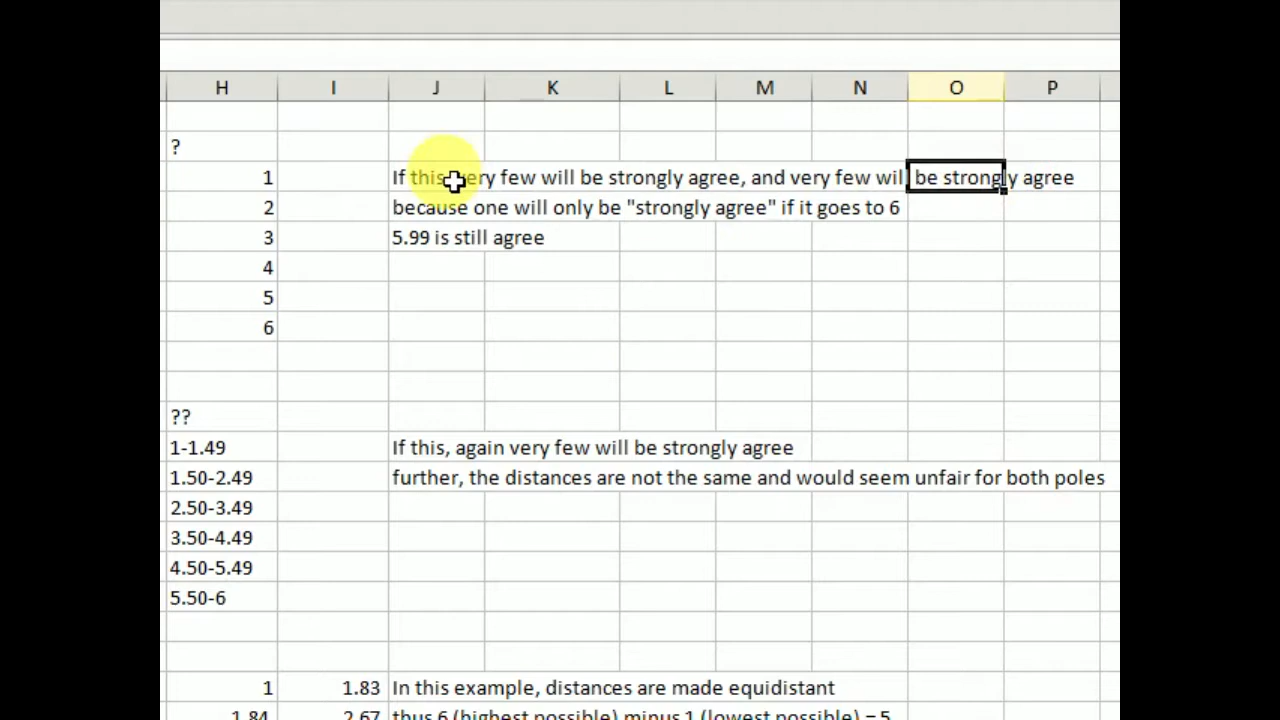 H I J K L M N O P
?
1 If this very few will be strongly agree, and very few will be strongly agree
2 because one will only be "strongly agree" if it goes to 6
3 5.99 is still agree
4
5
6
??
1-1.49 If this, again very few will be strongly agree
1.50-2.49 further, the distances are not the same and would seem unfair for both poles
2.50-3.49
3.50-4.49
4.50-5.49
5.50-6
1 1.83 In this example, distances are made equidistant
1.84 2.67 thus 6 (highest possible) minus 1 (lowest possible) = 5